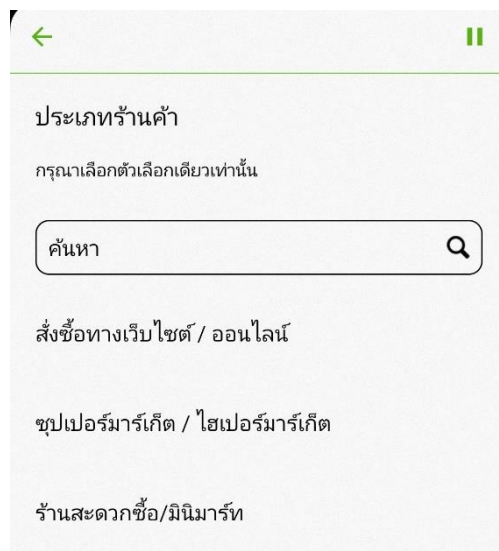 ประเภทร้านค้า
กรุณาเลือกตัวเลือกเดียวเท่านั้น
ค้นหา
สั่งซื้อทางเว็บไซต์ / ออนไลน์
ซุปเปอร์มาร์เก็ต / ไฮเปอร์มาร์เก็ต
ร้านสะดวกซื้อ/มินิมาร์ท